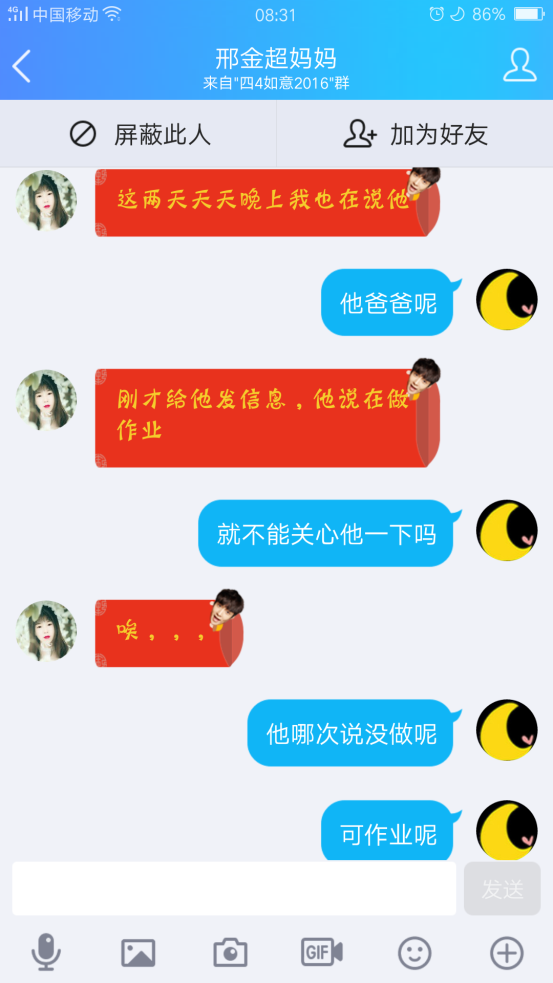 4G 中国移动 08:31 86%
邢金超妈妈
来自"四4如意2016"群
屏蔽此人 加为好友
这两天天天晚上我也在说他
他爸爸呢
刚才给他发信息，他说在做
作业
就不能关心他一下吗
唉，，，
他哪次说没做呢
可作业呢
发送
GIF